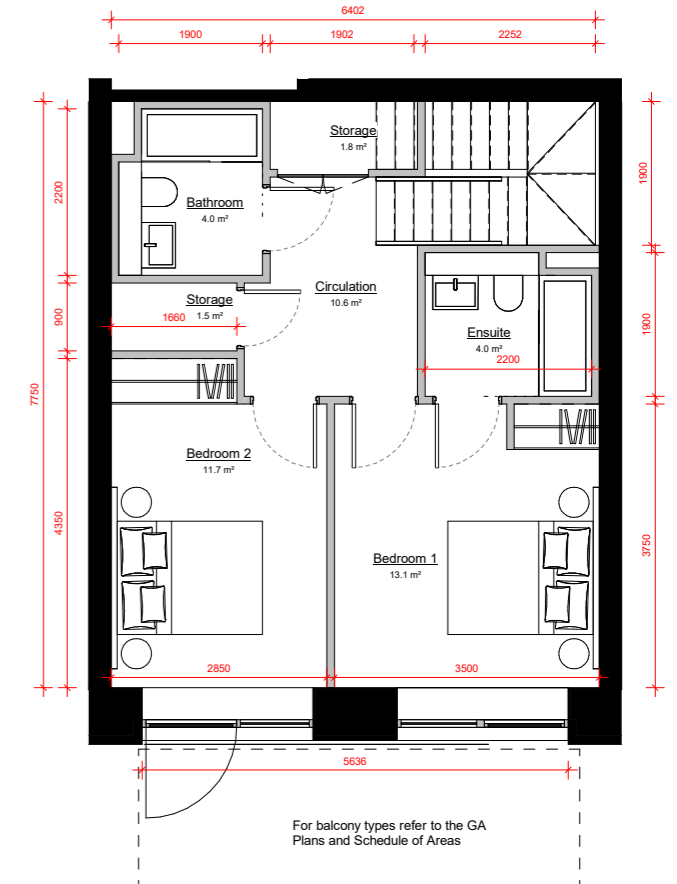 6402
1900
1902
2252
Storage
1.8 m²
Bathroom
4.0 m²
2200
1900
Circulation
10.6 m²
Storage
1.5 m²
1660
900
Ensuite
4.0 m²
2200
1900
7750
Bedroom 2
11.7 m²
4350
Bedroom 1
13.1 m²
3750
2850
3500
5636
For balcony types refer to the GA
Plans and Schedule of Areas